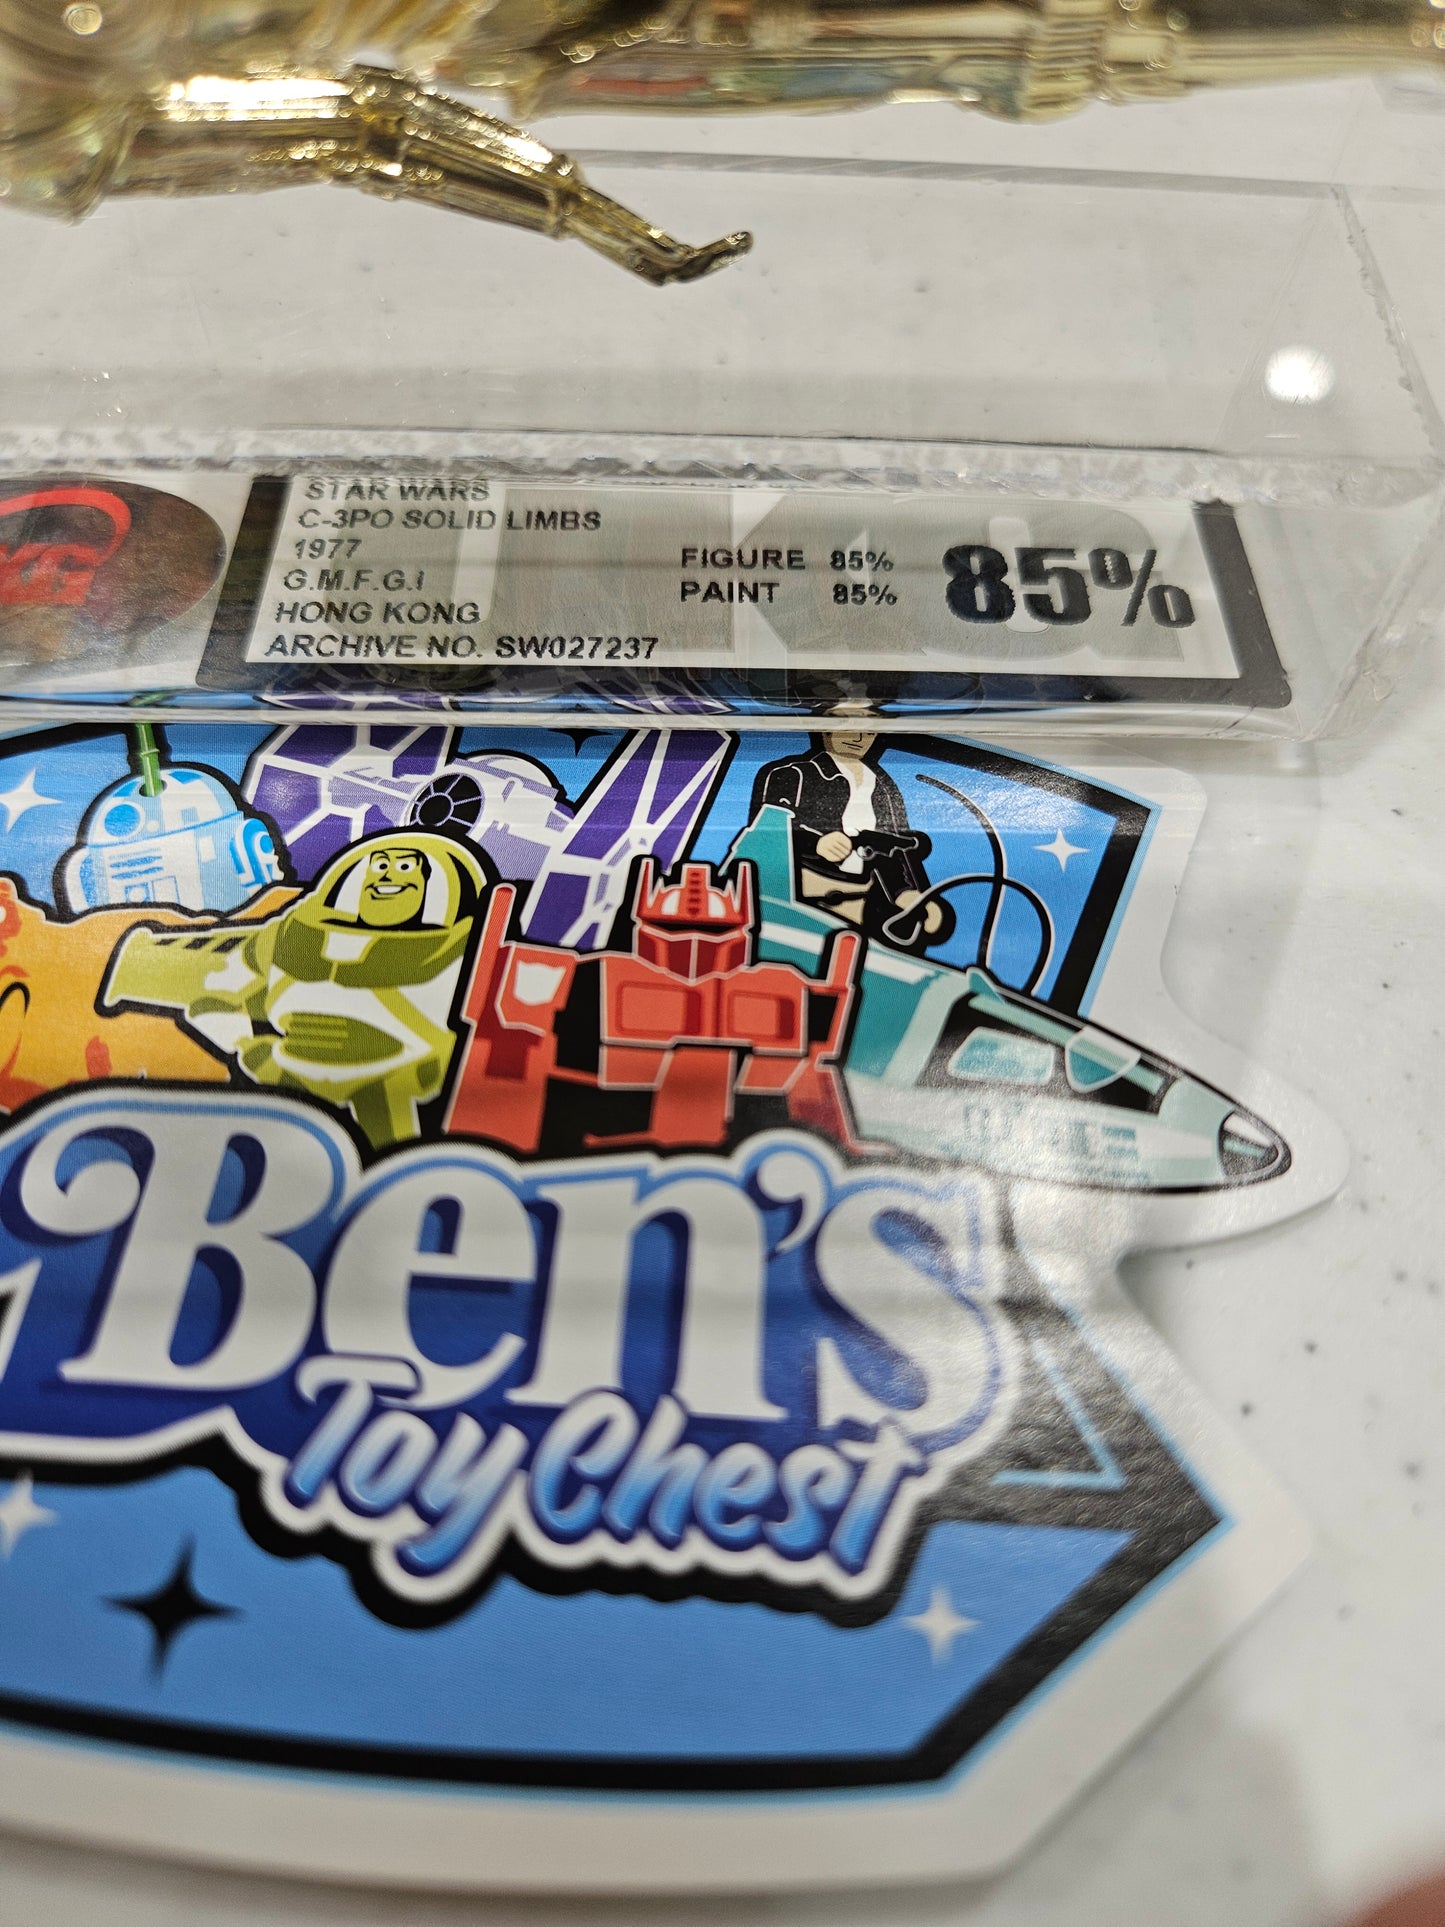 STAR WARS
C-3PO SOLID LIMBS
1977
G.M.F.G.I
HONG KONG
ARCHIVE NO. SW027237
FIGURE 85%
PAINT 85%
85%
UKG
Ben's
Toy Chest